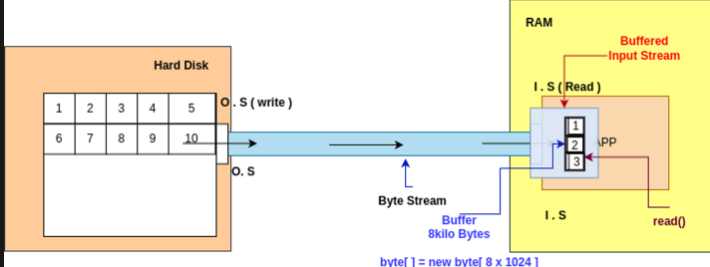 RAM
Buffered
Input Stream
Hard Disk
I . S ( Read )
O . S ( write )
1 2 3 4 5
6 7 8 9 10
1
2
3
APP
O. S
Byte Stream
Buffer
8kilo Bytes
I . S
read()
byte[ ] = new byte[ 8 x 1024 ]